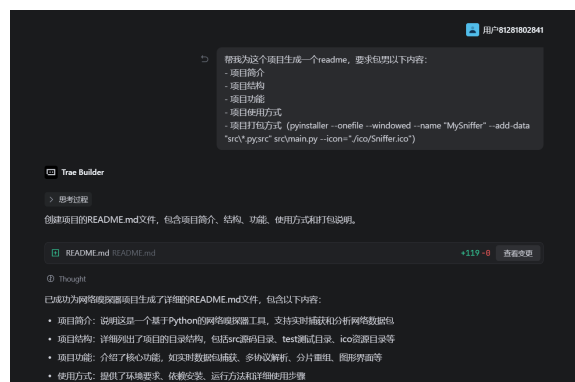 用户81281802841
帮我为这个项目生成一个readme，要求包男以下内容：
- 项目简介
- 项目结构
- 项目功能
- 项目使用方式
- 项目打包方式（pyinstaller --onefile --windowed --name "MySniffer" --add-data
"src\*.py;src" src\main.py --icon="./ico/Sniffer.ico"）
Trae Builder
思考过程
创建项目的README.md文件，包含项目简介、结构、功能、使用方式和打包说明。
README.md README.md +119 -0 查看变更
Thought
已成功为网络嗅探器项目生成了详细的README.md文件，包含以下内容：
• 项目简介：说明这是一个基于Python的网络嗅探器工具，支持实时捕获和分析网络数据包
• 项目结构：详细列出了项目的目录结构，包括src源码目录、test测试目录、ico资源目录等
• 项目功能：介绍了核心功能，如实时数据包捕获、多协议解析、分片重组、图形界面等
• 使用方式：提供了环境要求、依赖安装、运行方法和详细使用步骤